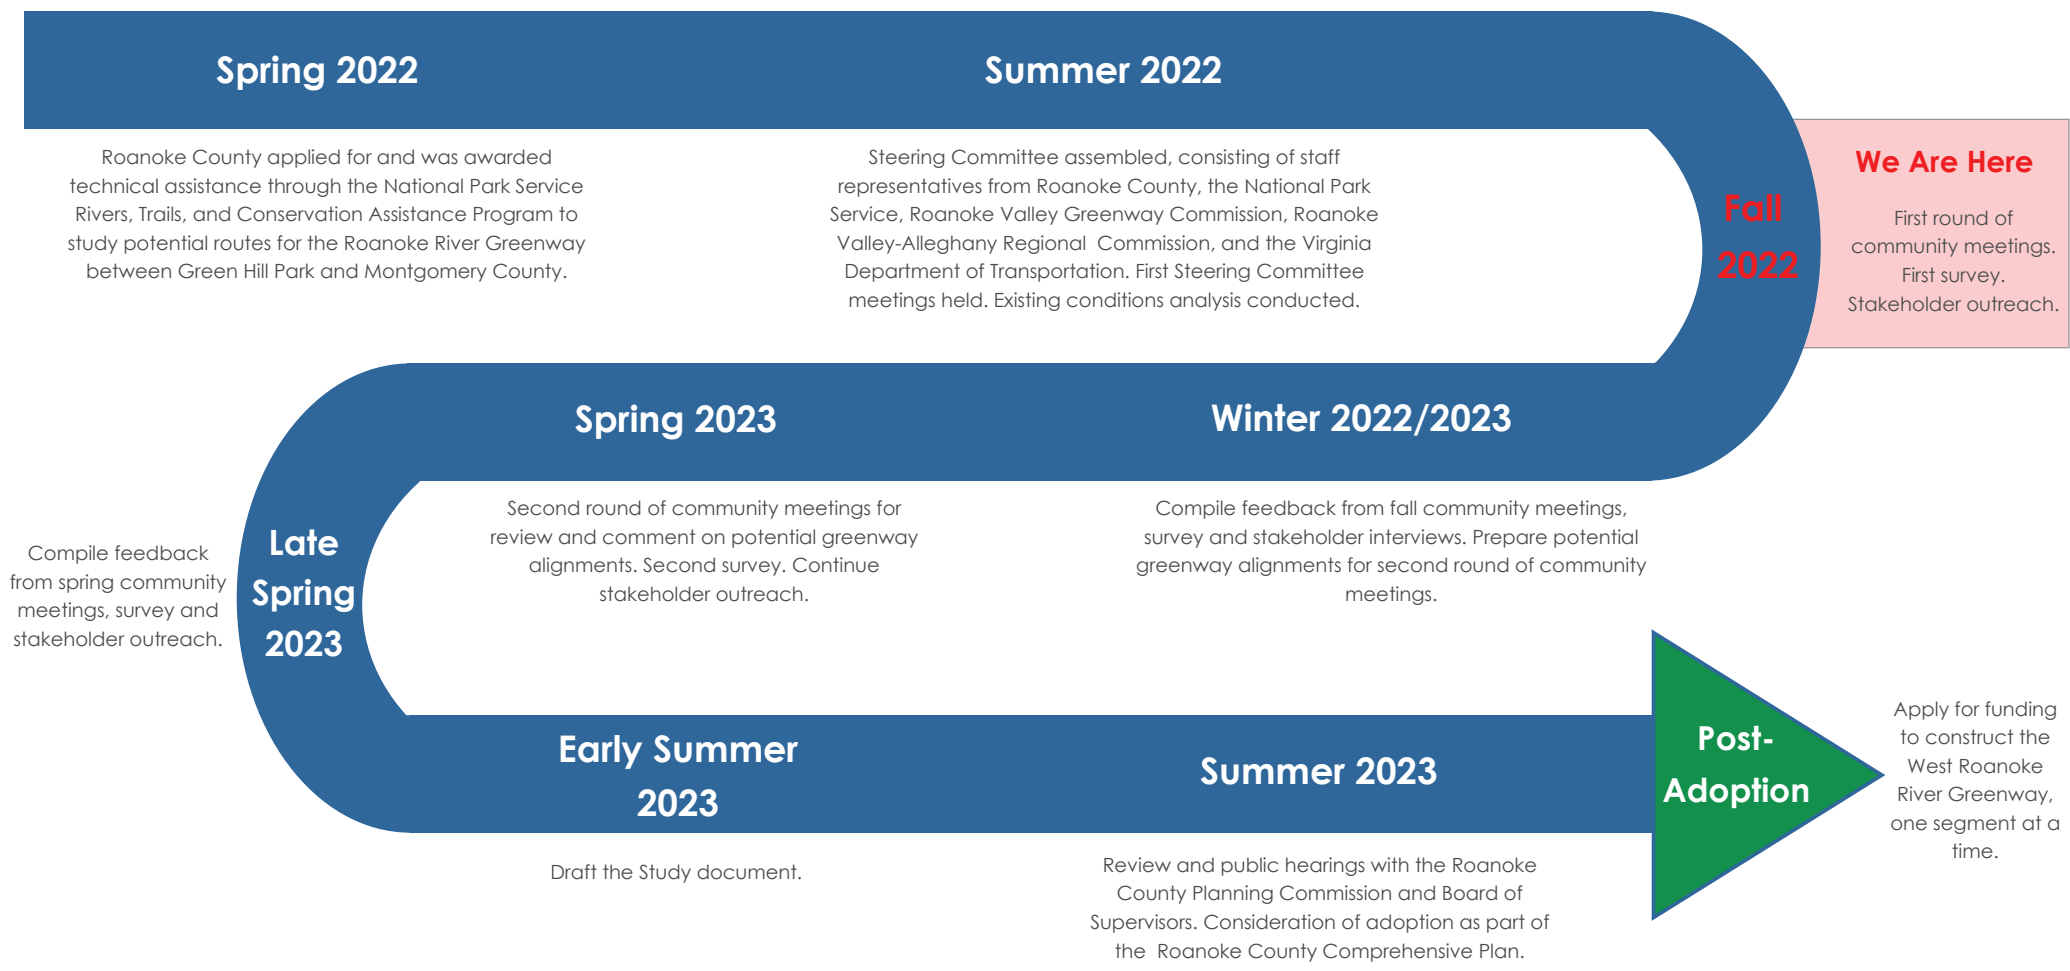 Spring 2022
Roanoke County applied for and was awarded
technical assistance through the National Park Service
Rivers, Trails, and Conservation Assistance Program to
study potential routes for the Roanoke River Greenway
between Green Hill Park and Montgomery County.
Summer 2022
Steering Committee assembled, consisting of staff
representatives from Roanoke County, the National Park
Service, Roanoke Valley Greenway Commission, Roanoke
Valley-Alleghany Regional  Commission, and the Virginia
Department of Transportation. First Steering Committee
meetings held. Existing conditions analysis conducted.
Fall
2022
We Are Here
First round of
community meetings.
First survey.
Stakeholder outreach.
Winter 2022/2023
Compile feedback from fall community meetings,
survey and stakeholder interviews. Prepare potential
greenway alignments for second round of community
meetings.
Spring 2023
Second round of community meetings for
review and comment on potential greenway
alignments. Second survey. Continue
stakeholder outreach.
Late
Spring
2023
Compile feedback
from spring community
meetings, survey and
stakeholder outreach.
Early Summer
2023
Draft the Study document.
Summer 2023
Review and public hearings with the Roanoke
County Planning Commission and Board of
Supervisors. Consideration of adoption as part of
the  Roanoke County Comprehensive Plan.
Post-
Adoption
Apply for funding
to construct the
West Roanoke
River Greenway,
one segment at a
time.